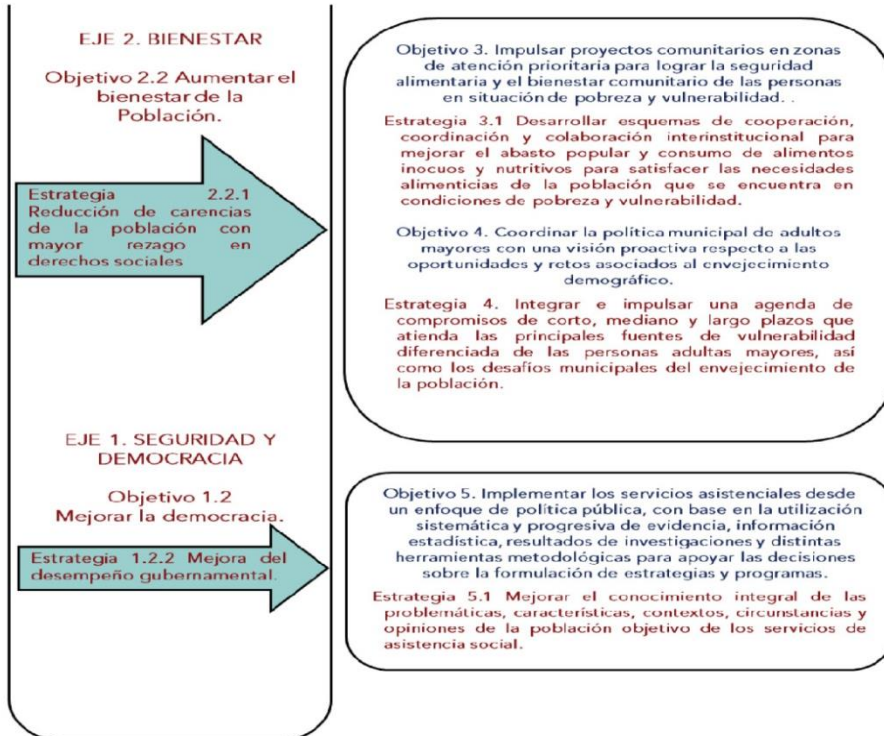 EJE 2. BIENESTAR
Objetivo 2.2 Aumentar el
bienestar de la
Población.
Estrategia 2.2.1
Reducción de carencias
de la población con
mayor rezago en
derechos sociales
Objetivo 3. Impulsar proyectos comunitarios en zonas
de atención prioritaria para lograr la seguridad
alimentaria y el bienestar comunitario de las personas
en situación de pobreza y vulnerabilidad. .
Estrategia 3.1 Desarrollar esquemas de cooperación,
coordinación y colaboración interinstitucional para
mejorar el abasto popular y consumo de alimentos
inocuos y nutritivos para satisfacer las necesidades
alimenticias de la población que se encuentra en
condiciones de pobreza y vulnerabilidad.
Objetivo 4. Coordinar la política municipal de adultos
mayores con una visión proactiva respecto a las
oportunidades y retos asociados al envejecimiento
demográfico.
Estrategia 4. Integrar e impulsar una agenda de
compromisos de corto, mediano y largo plazos que
atienda las principales fuentes de vulnerabilidad
diferenciada de las personas adultas mayores, así
como los desafíos municipales del envejecimiento de
la población.
EJE 1. SEGURIDAD Y
DEMOCRACIA
Objetivo 1.2
Mejorar la democracia.
Estrategia 1.2.2 Mejora del
desempeño gubernamental.
Objetivo 5. Implementar los servicios asistenciales desde
un enfoque de política pública, con base en la utilización
sistemática y progresiva de evidencia, información
estadística, resultados de investigaciones y distintas
herramientas metodológicas para apoyar las decisiones
sobre la formulación de estrategias y programas.
Estrategia 5.1 Mejorar el conocimiento integral de las
problemáticas, características, contextos, circunstancias y
opiniones de la población objetivo de los servicios de
asistencia social.